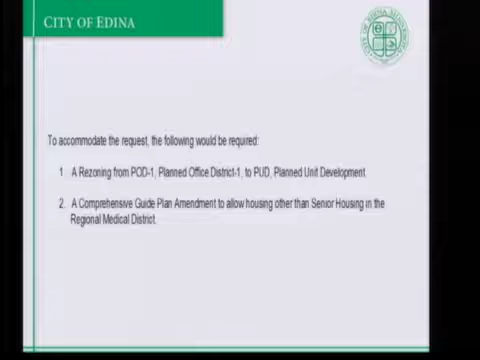 CITY OF EDINA
To accommodate the request, the following would be required:
1 A Rezoning from POD-1, Planned Office District-1, to PUD, Planned Unit Development.
2. A Comprehensive Guide Plan Amendment to allow housing other than Senior Housing in the
Regional Medical District.